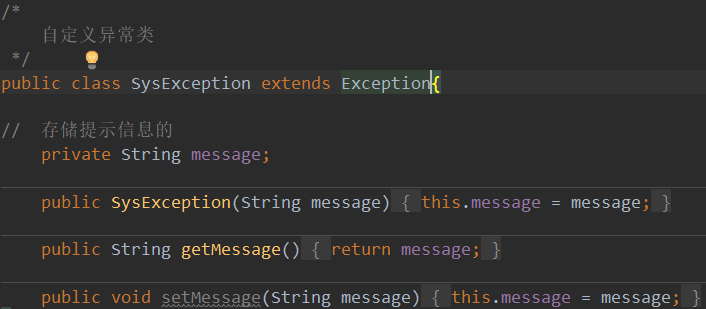 /*
自定义异常类
*/
public class SysException extends Exception{
// 存储提示信息的
private String message;
public SysException(String message) { this.message = message; }
public String getMessage() { return message; }
public void setMessage(String message) { this.message = message; }